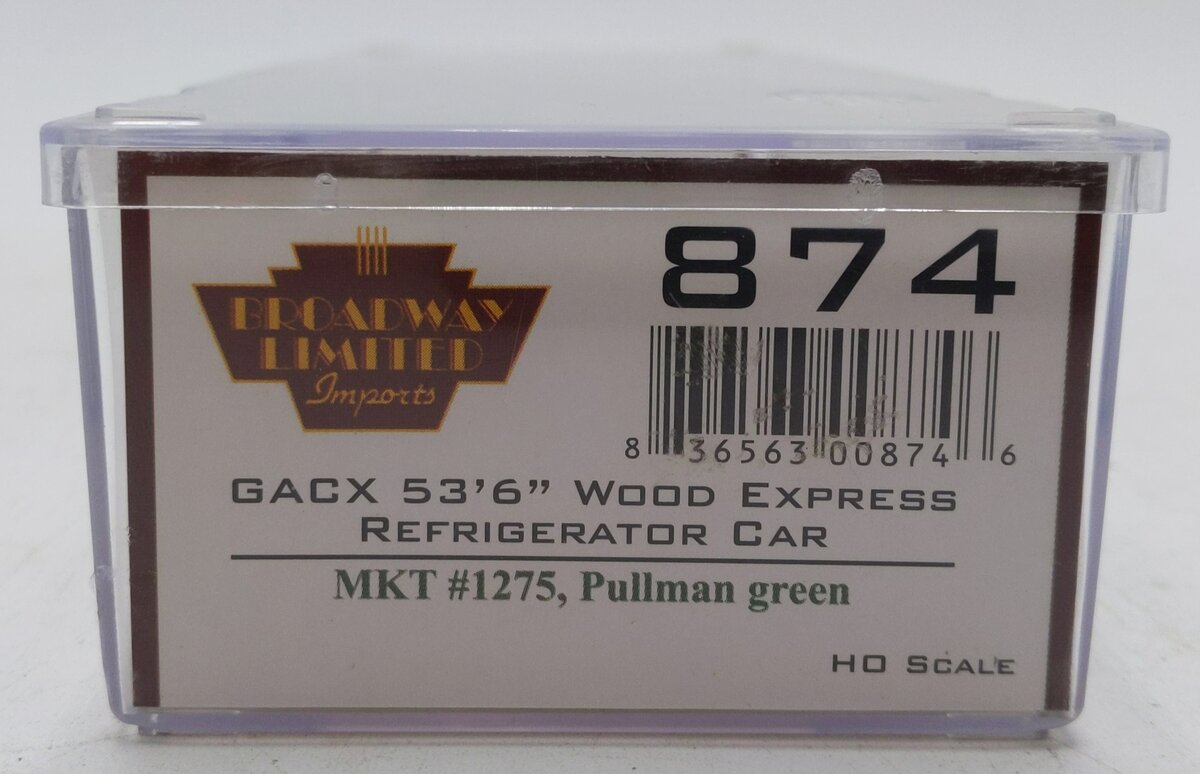 BROADWAY
LIMITED
Imports
874
8 36563 00874 6
GACX 53'6" WOOD EXPRESS
REFRIGERATOR CAR
MKT #1275, Pullman green
HO SCALE